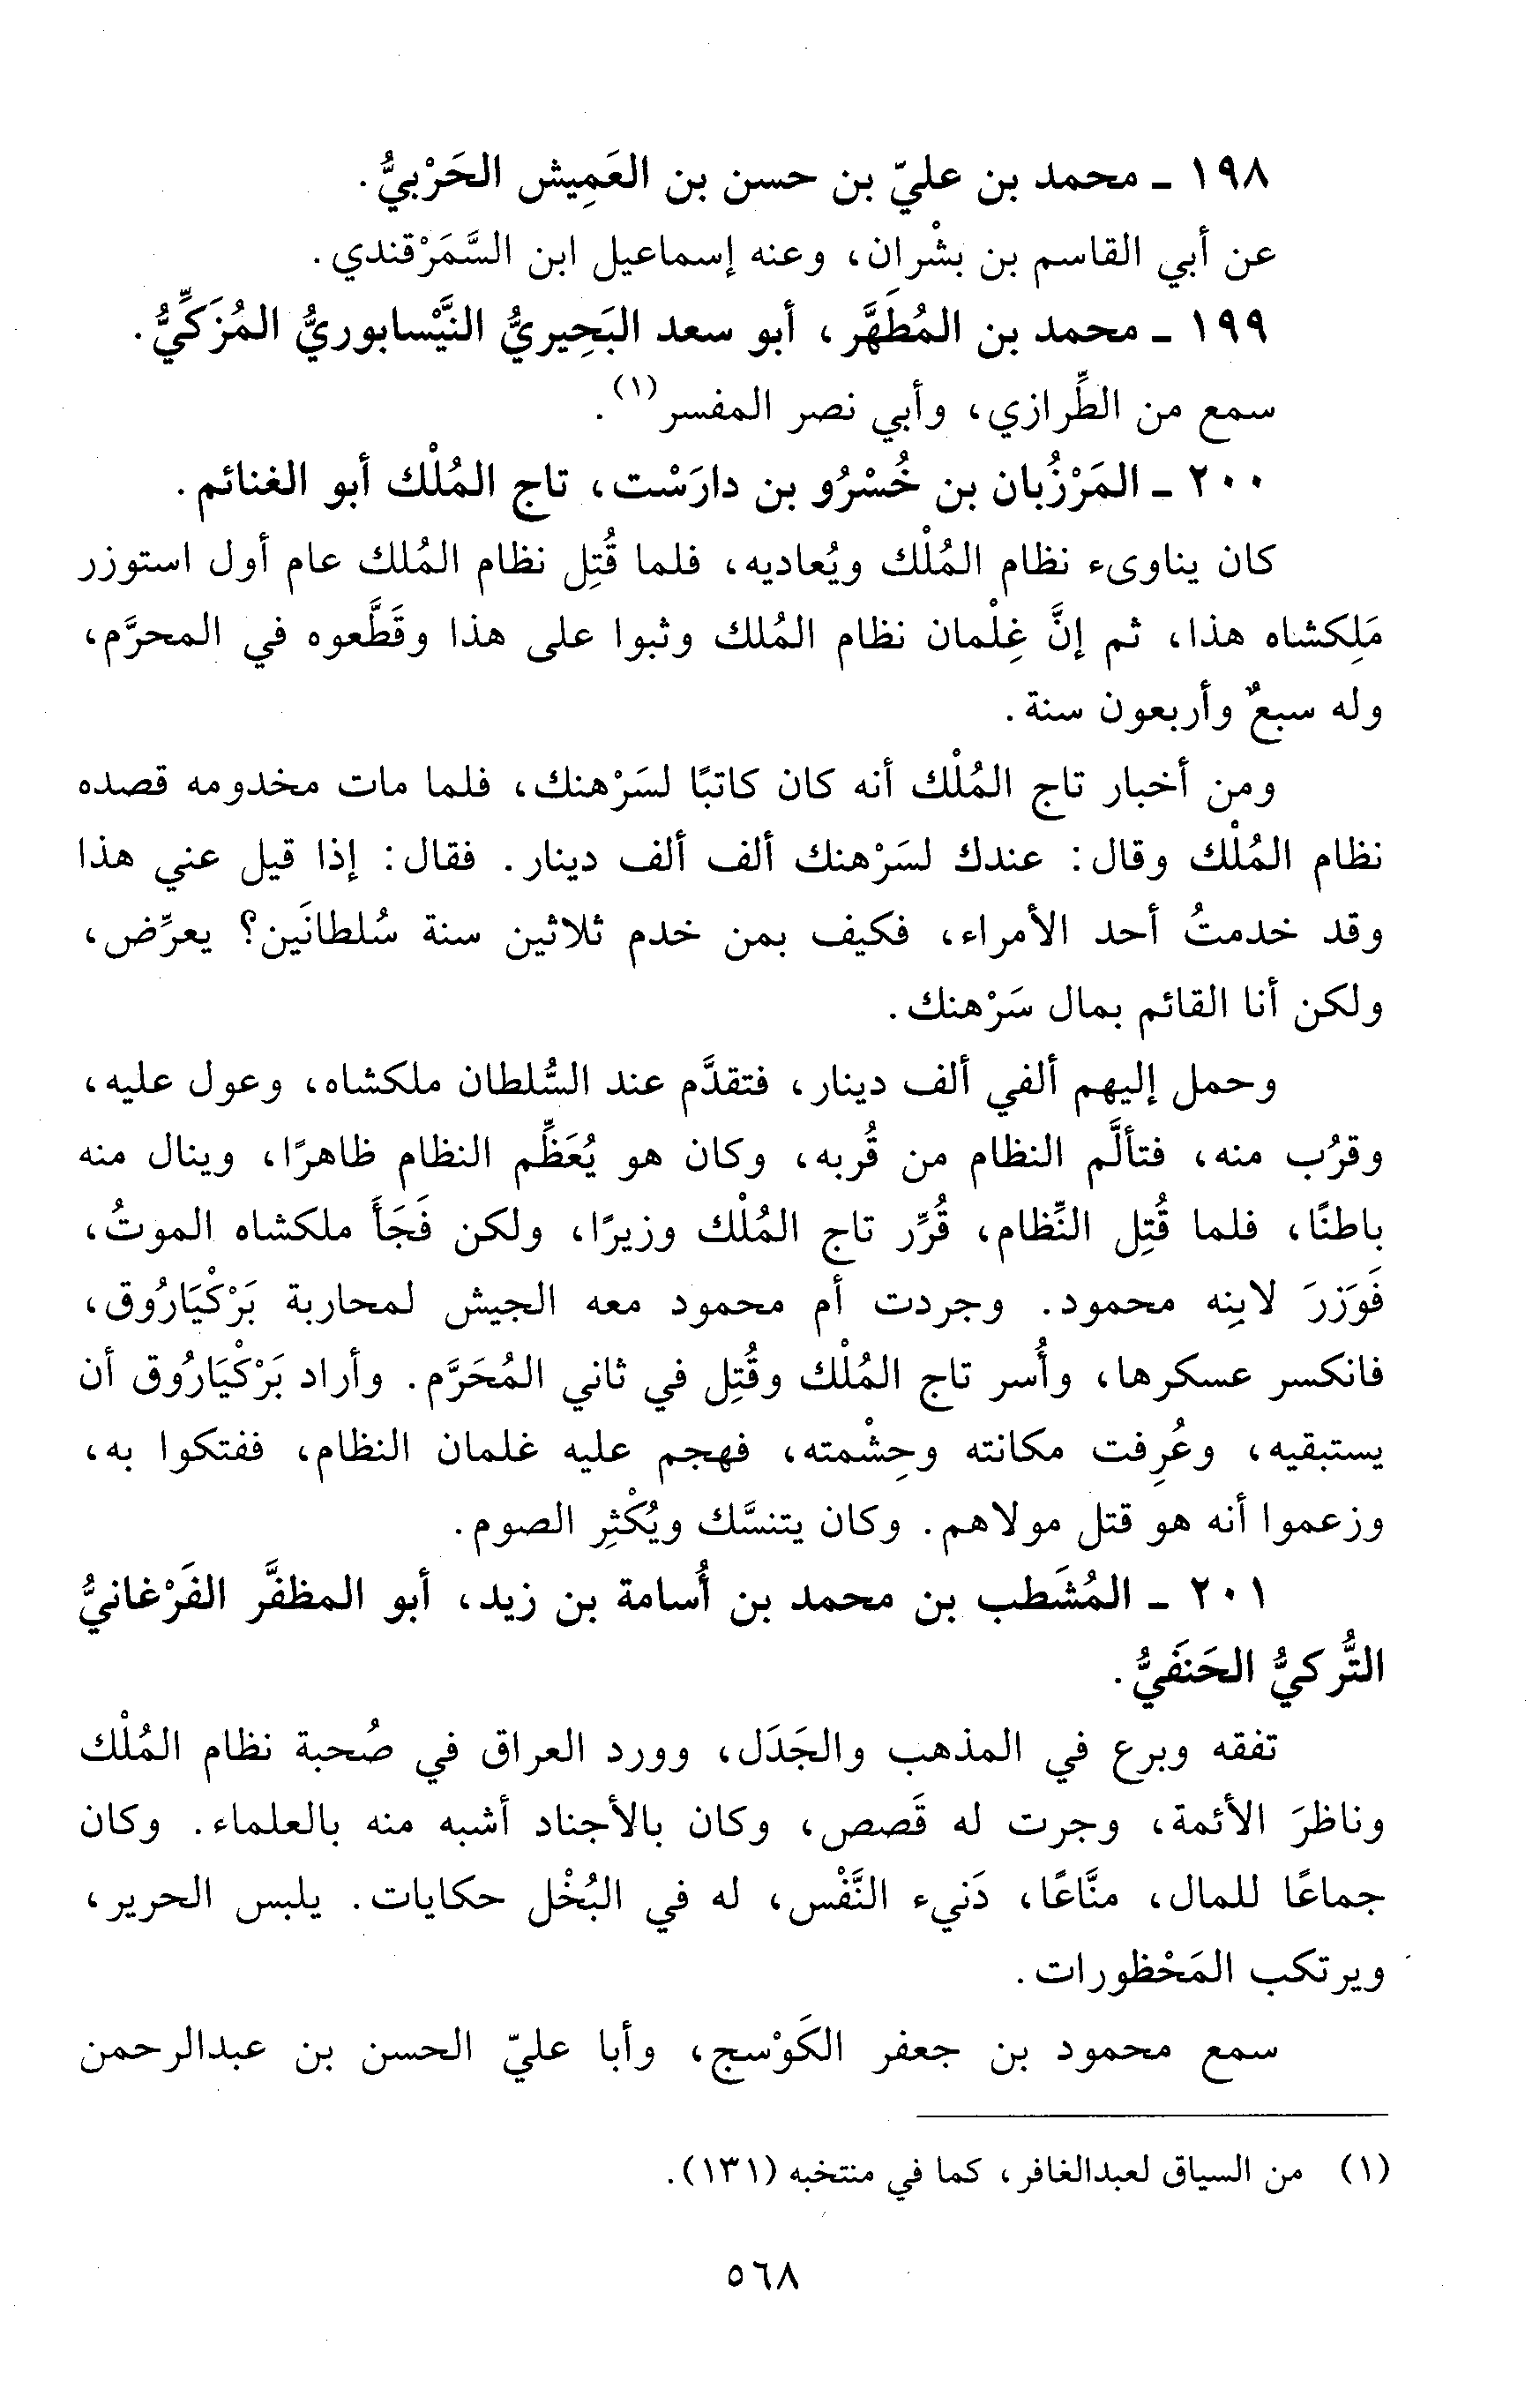 ١٩٨ - محمد بن عليّ بن حسن بن العَمِيش الحَرْبيُّ.
عن أبي القاسم بن بشْران، وعنه إسماعيل ابن السَّمَرْقندي.
١٩٩ - محمد بن المُطَهَّر، أبو سعد البَحِيريُّ النَّيْسابوريُّ المُزَكِّيُّ.
سمع من الطِّرازي، وأبي نصر المفسر(١).
٢٠٠ - المَرْزُبان بن خُسْرُو بن دارَسْت، تاج المُلْك أبو الغنائم.
كان يناوىء نظام المُلْك ويُعاديه، فلما قُتِل نظام المُلك عام أول استوزر
مَلِكشاه هذا، ثم إنَّ غِلْمان نظام المُلك وثبوا على هذا وقَطَّعوه في المحرَّم،
وله سبعٌ وأربعون سنة.
ومن أخبار تاج المُلْك أنه كان كاتبًا لسَرْهنك، فلما مات مخدومه قصده
نظام المُلْك وقال: عندك لسَرْهنك ألف ألف دينار. فقال: إذا قيل عني هذا
وقد خدمتُ أحد الأمراء، فكيف بمن خدم ثلاثين سنة سُلطانَين؟ يعرِّض،
ولكن أنا القائم بمال سَرْهنك.
وحمل إليهم ألفي ألف دينار، فتقدَّم عند السُّلطان ملكشاه، وعول عليه،
وقرُب منه، فتألَّم النظام من قُربه، وكان هو يُعَظِّم النظام ظاهرًا، وينال منه
باطنًا، فلما قُتِل النِّظام، قُرِّر تاج المُلْك وزيرًا، ولكن فَجَأَ ملكشاه الموتُ،
فَوَزرَ لابنِه محمود. وجردت أم محمود معه الجيش لمحاربة بَرْكْيَارُوق،
فانكسر عسكرها، وأُسر تاج المُلْك وقُتِل في ثاني المُحَرَّم. وأراد بَرْكْيَارُوق أن
يستبقيه، وعُرِفت مكانته وحِشْمته، فهجم عليه غلمان النظام، ففتكوا به،
وزعموا أنه هو قتل مولاهم. وكان يتنسَّك ويُكْثِر الصوم.
٢٠١ - المُشَطب بن محمد بن أُسامة بن زيد، أبو المظفَّر الفَرْغانيُّ
التُّركيُّ الحَنفَيُّ.
تفقه وبرع في المذهب والجَدَل، وورد العراق في صُحبة نظام المُلْك
وناظرَ الأئمة، وجرت له قَصص، وكان بالأجناد أشبه منه بالعلماء. وكان
جماعًا للمال، منَّاعًا، دَنيء النَّفْس، له في البُخْل حكايات. يلبس الحرير،
ويرتكب المَحْظورات.
سمع محمود بن جعفر الكَوْسج، وأبا عليّ الحسن بن عبدالرحمن
(١) من السياق لعبدالغافر، كما في منتخبه (١٣١).
٥٦٨